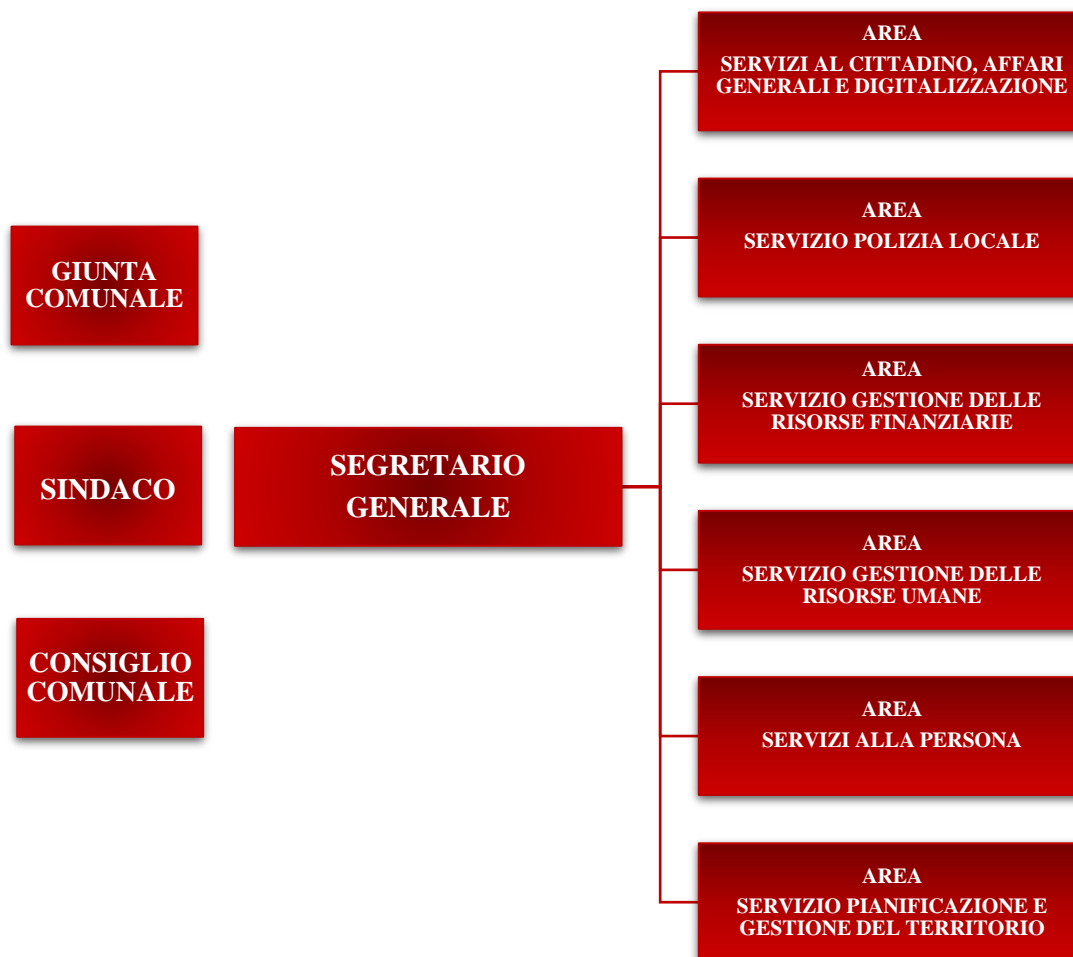 GIUNTA
COMUNALE
SINDACO
CONSIGLIO
COMUNALE
SEGRETARIO
GENERALE
AREA
SERVIZI AL CITTADINO, AFFARI
GENERALI E DIGITALIZZAZIONE
AREA
SERVIZIO POLIZIA LOCALE
AREA
SERVIZIO GESTIONE DELLE
RISORSE FINANZIARIE
AREA
SERVIZIO GESTIONE DELLE
RISORSE UMANE
AREA
SERVIZI ALLA PERSONA
AREA
SERVIZIO PIANIFICAZIONE E
GESTIONE DEL TERRITORIO